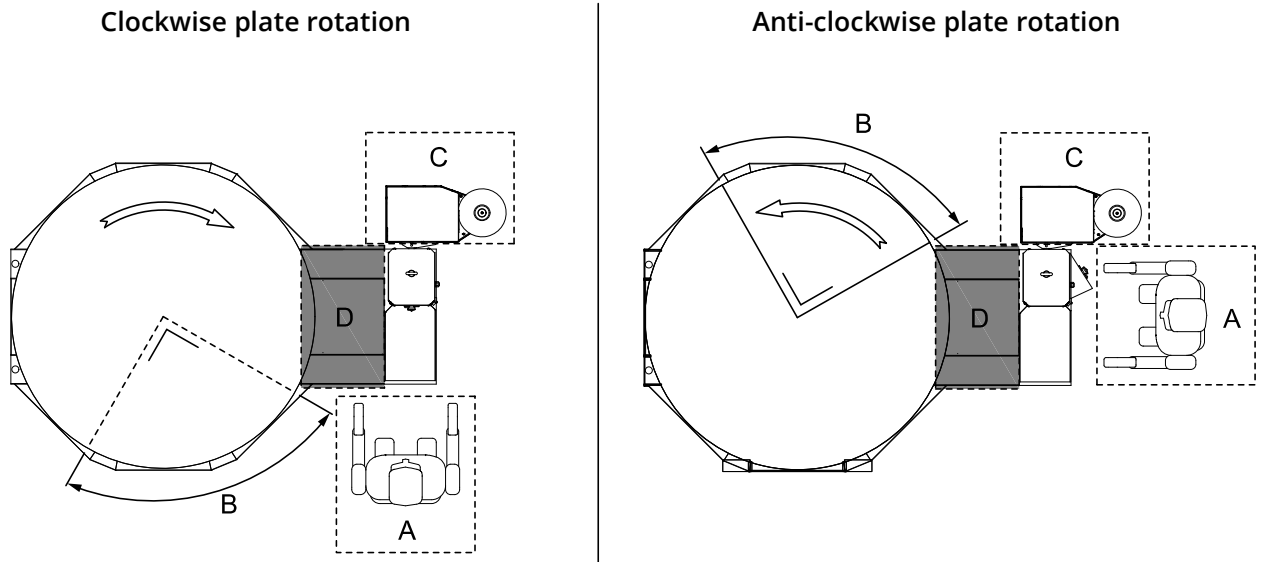 Clockwise plate rotation
C
D
B
A
Anti-clockwise plate rotation
B
C
D
A